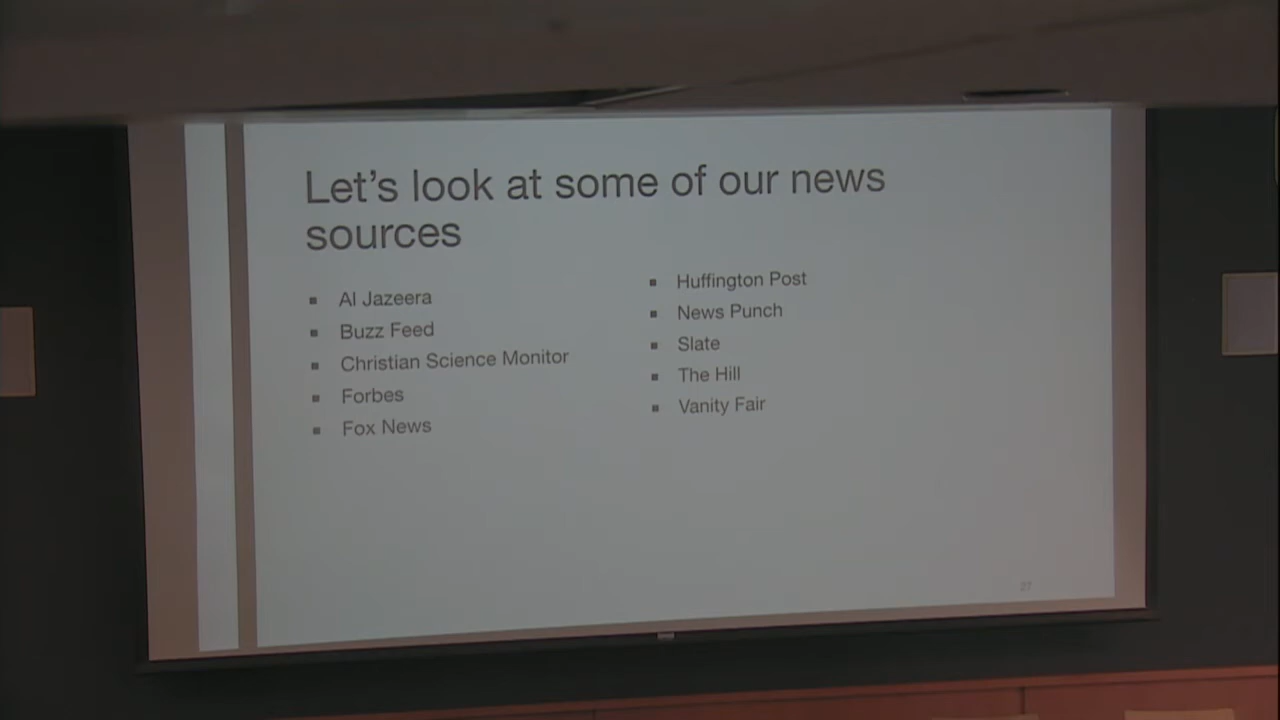 Let's look at some of our news
sources
Al Jazeera
Buzz Feed
Christian Science Monitor
Forbes
Fox News
Huffington Post
News Punch
Slate
The Hill
Vanity Fair
27